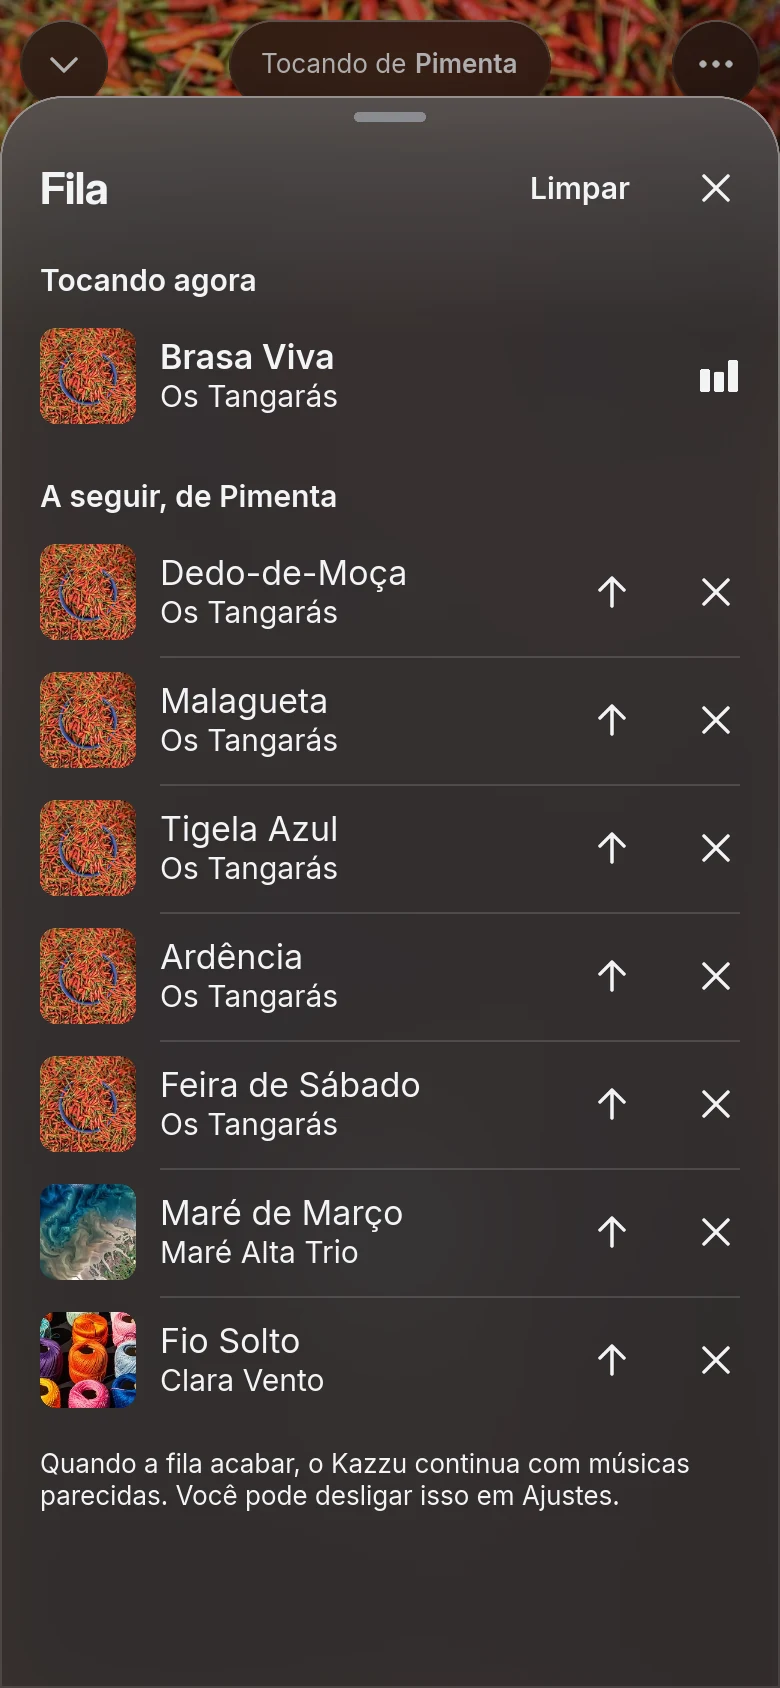 Tocando de Pimenta
Fila
Limpar
Tocando agora
Brasa Viva
Os Tangarás
A seguir, de Pimenta
Dedo-de-Moça
Os Tangarás
Malagueta
Os Tangarás
Tigela Azul
Os Tangarás
Ardência
Os Tangarás
Feira de Sábado
Os Tangarás
Maré de Março
Maré Alta Trio
Fio Solto
Clara Vento
Quando a fila acabar, o Kazzu continua com músicas
parecidas. Você pode desligar isso em Ajustes.